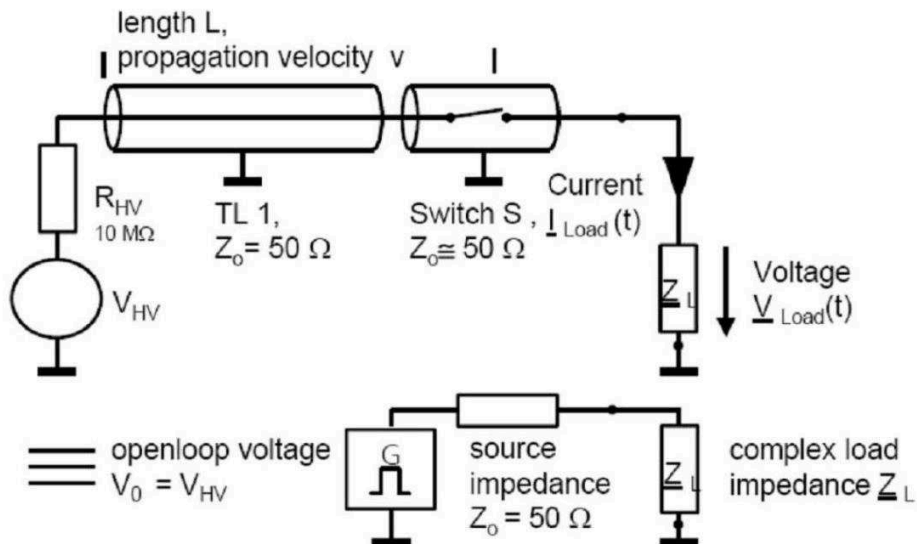 length L,
propagation velocity v
R_HV
10 MΩ
V_HV
TL 1,
Z_o = 50 Ω
Switch S ,
Z_o ≅ 50 Ω
Current
I_Load(t)
Z_L
Voltage
V_Load(t)
openloop voltage
V_0 = V_HV
G
source
impedance
Z_o = 50 Ω
Z_L
complex load
impedance Z_L